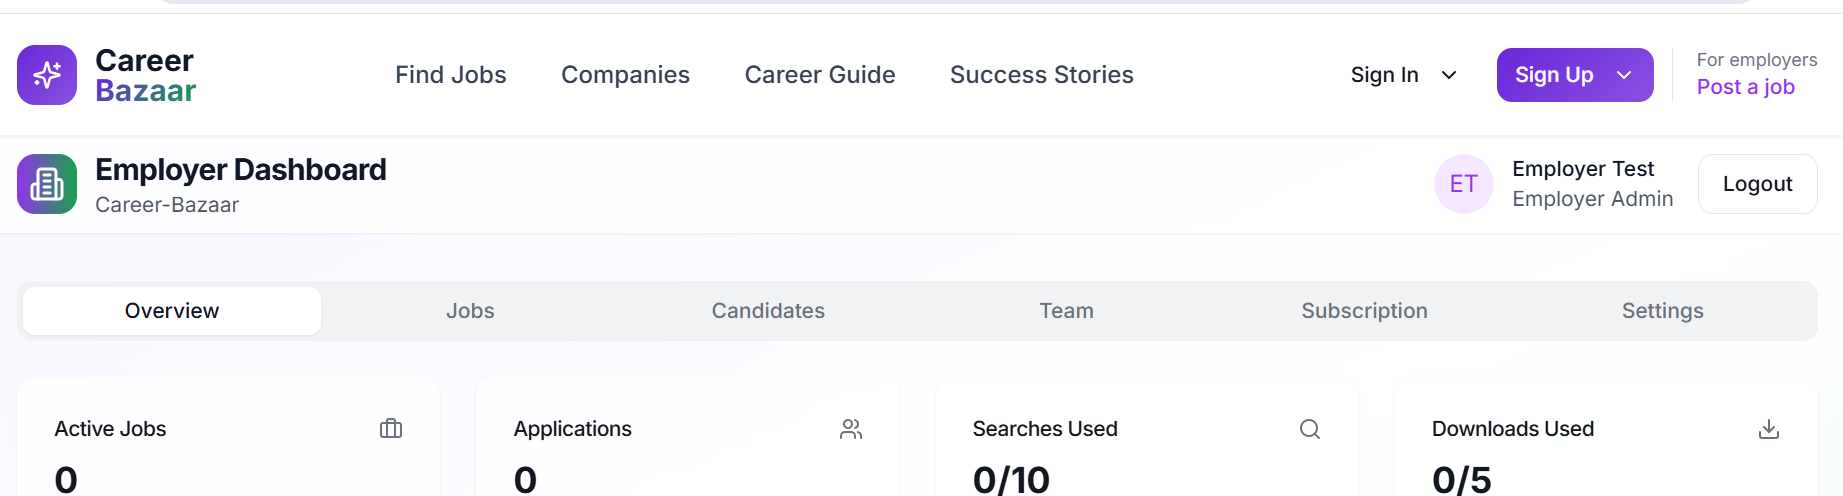 Career
Bazaar
Find Jobs
Companies
Career Guide
Success Stories
Sign In
Sign Up
For employers
Post a job
Employer Dashboard
Career-Bazaar
ET
Employer Test
Employer Admin
Logout
Overview
Jobs
Candidates
Team
Subscription
Settings
Active Jobs
0
Applications
0
Searches Used
0/10
Downloads Used
0/5